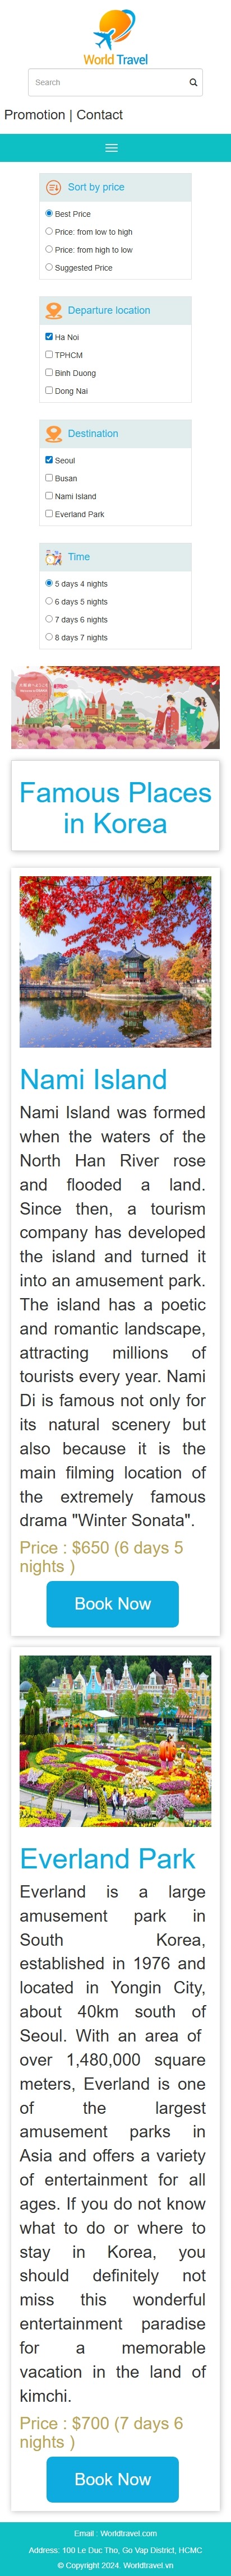 World Travel
Search
Promotion | Contact
Sort by price
Best Price
Price: from low to high
Price: from high to low
Suggested Price
Departure location
Ha Noi
TPHCM
Binh Duong
Dong Nai
Destination
Seoul
Busan
Nami Island
Everland Park
Time
5 days 4 nights
6 days 5 nights
7 days 6 nights
8 days 7 nights
Famous Places
in Korea
Nami Island
Nami Island was formed
when the waters of the
North Han River rose
and flooded a land.
Since then, a tourism
company has developed
the island and turned it
into an amusement park.
The island has a poetic
and romantic landscape,
attracting millions of
tourists every year. Nami
Di is famous not only for
its natural scenery but
also because it is the
main filming location of
the extremely famous
drama "Winter Sonata".
Price : $650 (6 days 5
nights )
Book Now
Everland Park
Everland is a large
amusement park in
South Korea,
established in 1976 and
located in Yongin City,
about 40km south of
Seoul. With an area of
over 1,480,000 square
meters, Everland is one
of the largest
amusement parks in
Asia and offers a variety
of entertainment for all
ages. If you do not know
what to do or where to
stay in Korea, you
should definitely not
miss this wonderful
entertainment paradise
for a memorable
vacation in the land of
kimchi.
Price : $700 (7 days 6
nights )
Book Now
Email : Worldtravel.com
Address: 100 Le Duc Tho, Go Vap District, HCMC
© Copyright 2024. Worldtravel.vn